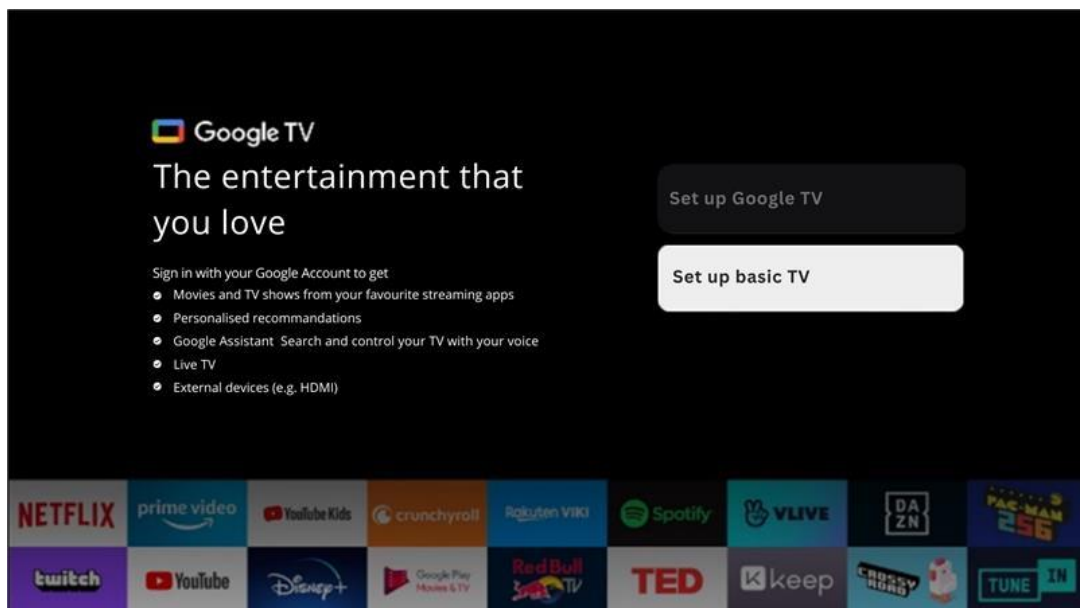 Google TV
The entertainment that
you love
Sign in with your Google Account to get
Movies and TV shows from your favourite streaming apps
Personalised recommandations
Google Assistant Search and control your TV with your voice
Live TV
External devices (e.g. HDMI)
Set up Google TV
Set up basic TV
NETFLIX
prime video
YouTube Kids
crunchyroll
Rakuten VIKI
Spotify
VLIVE
DA
ZN
PAC-MAN
256
twitch
YouTube
Disney+
Google Play
Movies & TV
Red Bull
TV
TED
keep
CROSSY
ROAD
TUNE IN